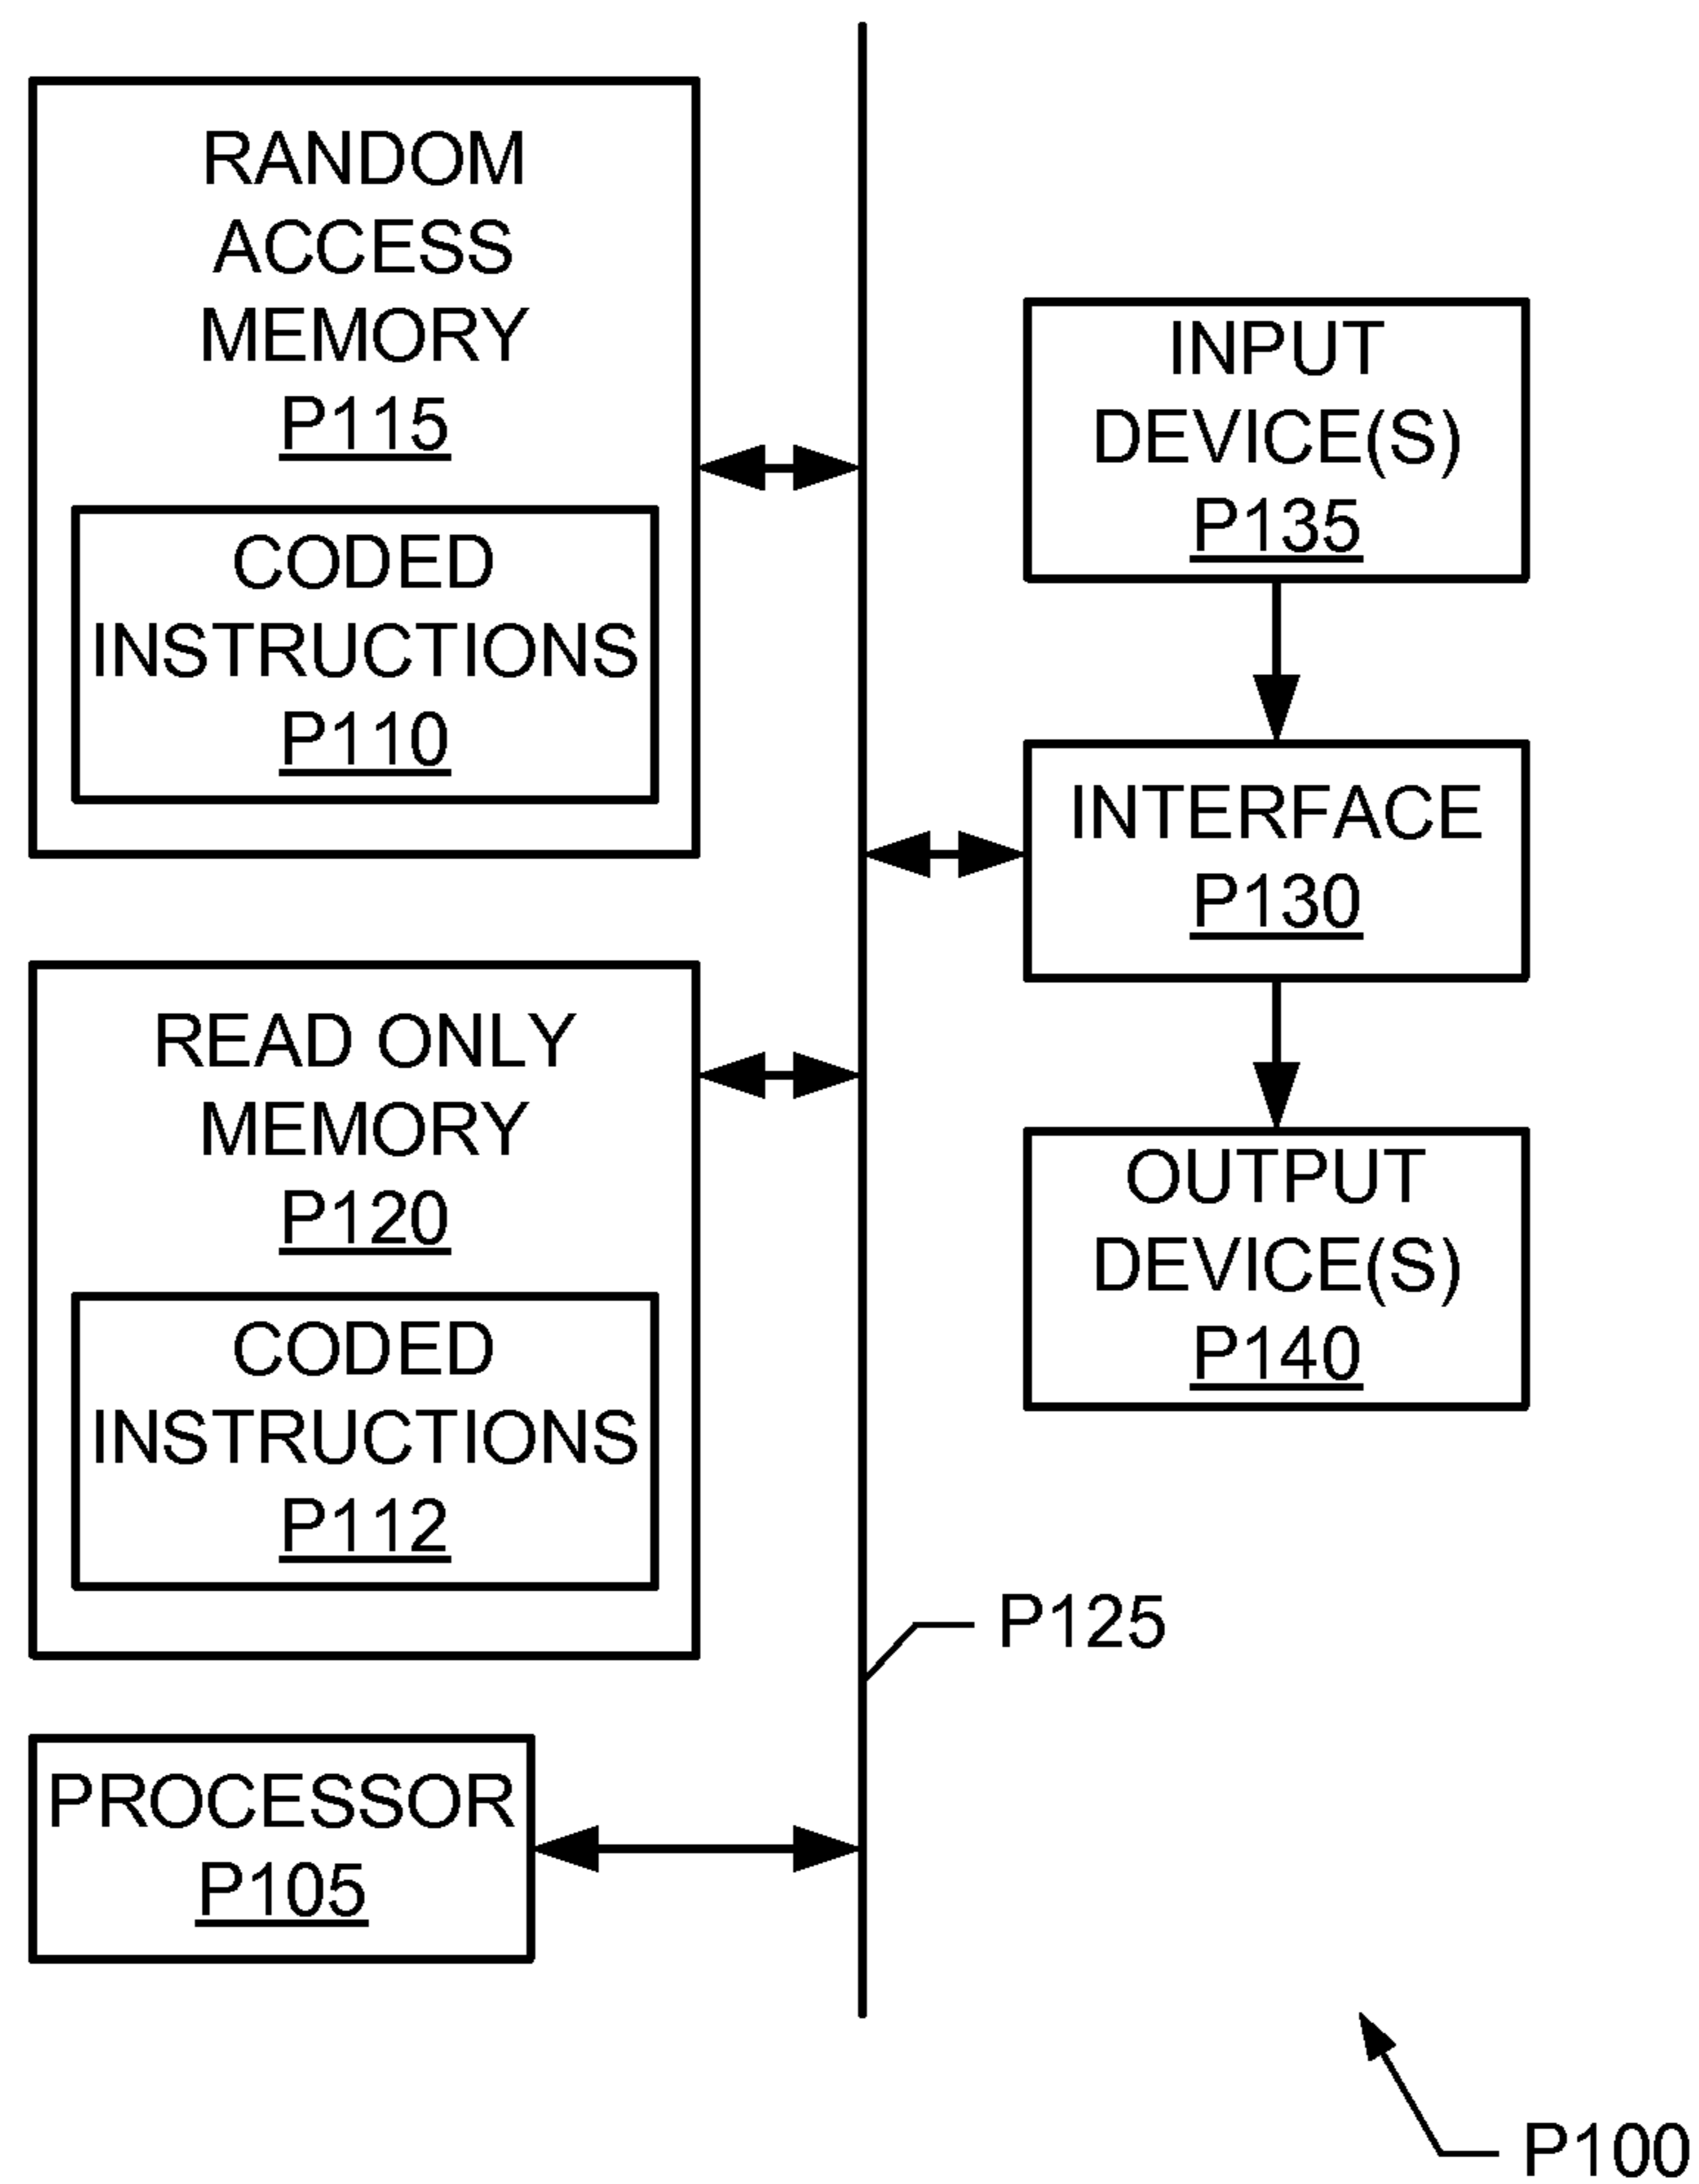 RANDOM
ACCESS
MEMORY
P115
CODED
INSTRUCTIONS
P110
READ ONLY
MEMORY
P120
CODED
INSTRUCTIONS
P112
PROCESSOR
P105
INPUT
DEVICE(S)
P135
INTERFACE
P130
OUTPUT
DEVICE(S)
P140
P125
P100